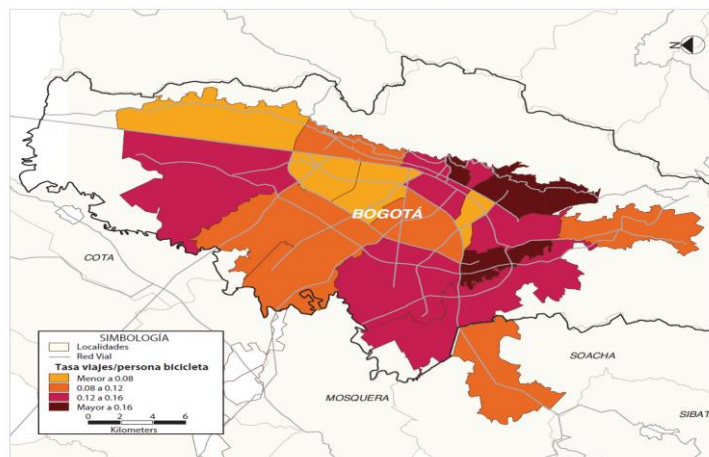 N
BOGOTÁ
COTA
MOSQUERA
SOACHA
SIBAT
SIMBOLOGÍA
Localidades
Red Vial
Tasa viajes/persona bicicleta
Menor a 0.08
0.08 a 0.12
0.12 a 0.16
Mayor a 0.16
0 2 4 6
Kilometers